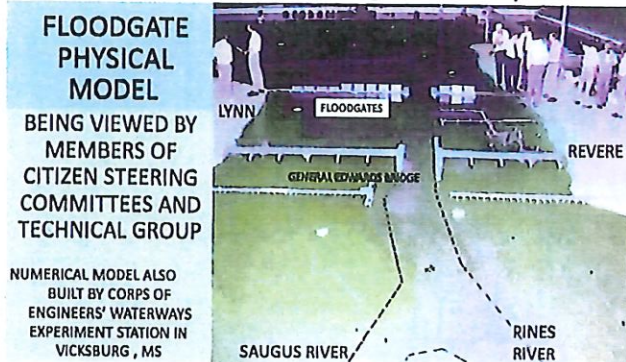 FLOODGATE
PHYSICAL
MODEL
BEING VIEWED BY
MEMBERS OF
CITIZEN STEERING
COMMITTEES AND
TECHNICAL GROUP
NUMERICAL MODEL ALSO
BUILT BY CORPS OF
ENGINEERS' WATERWAYS
EXPERIMENT STATION IN
VICKSBURG , MS
LYNN
FLOODGATES
REVERE
GENERAL EDWARDS BRIDGE
SAUGUS RIVER
RINES
RIVER